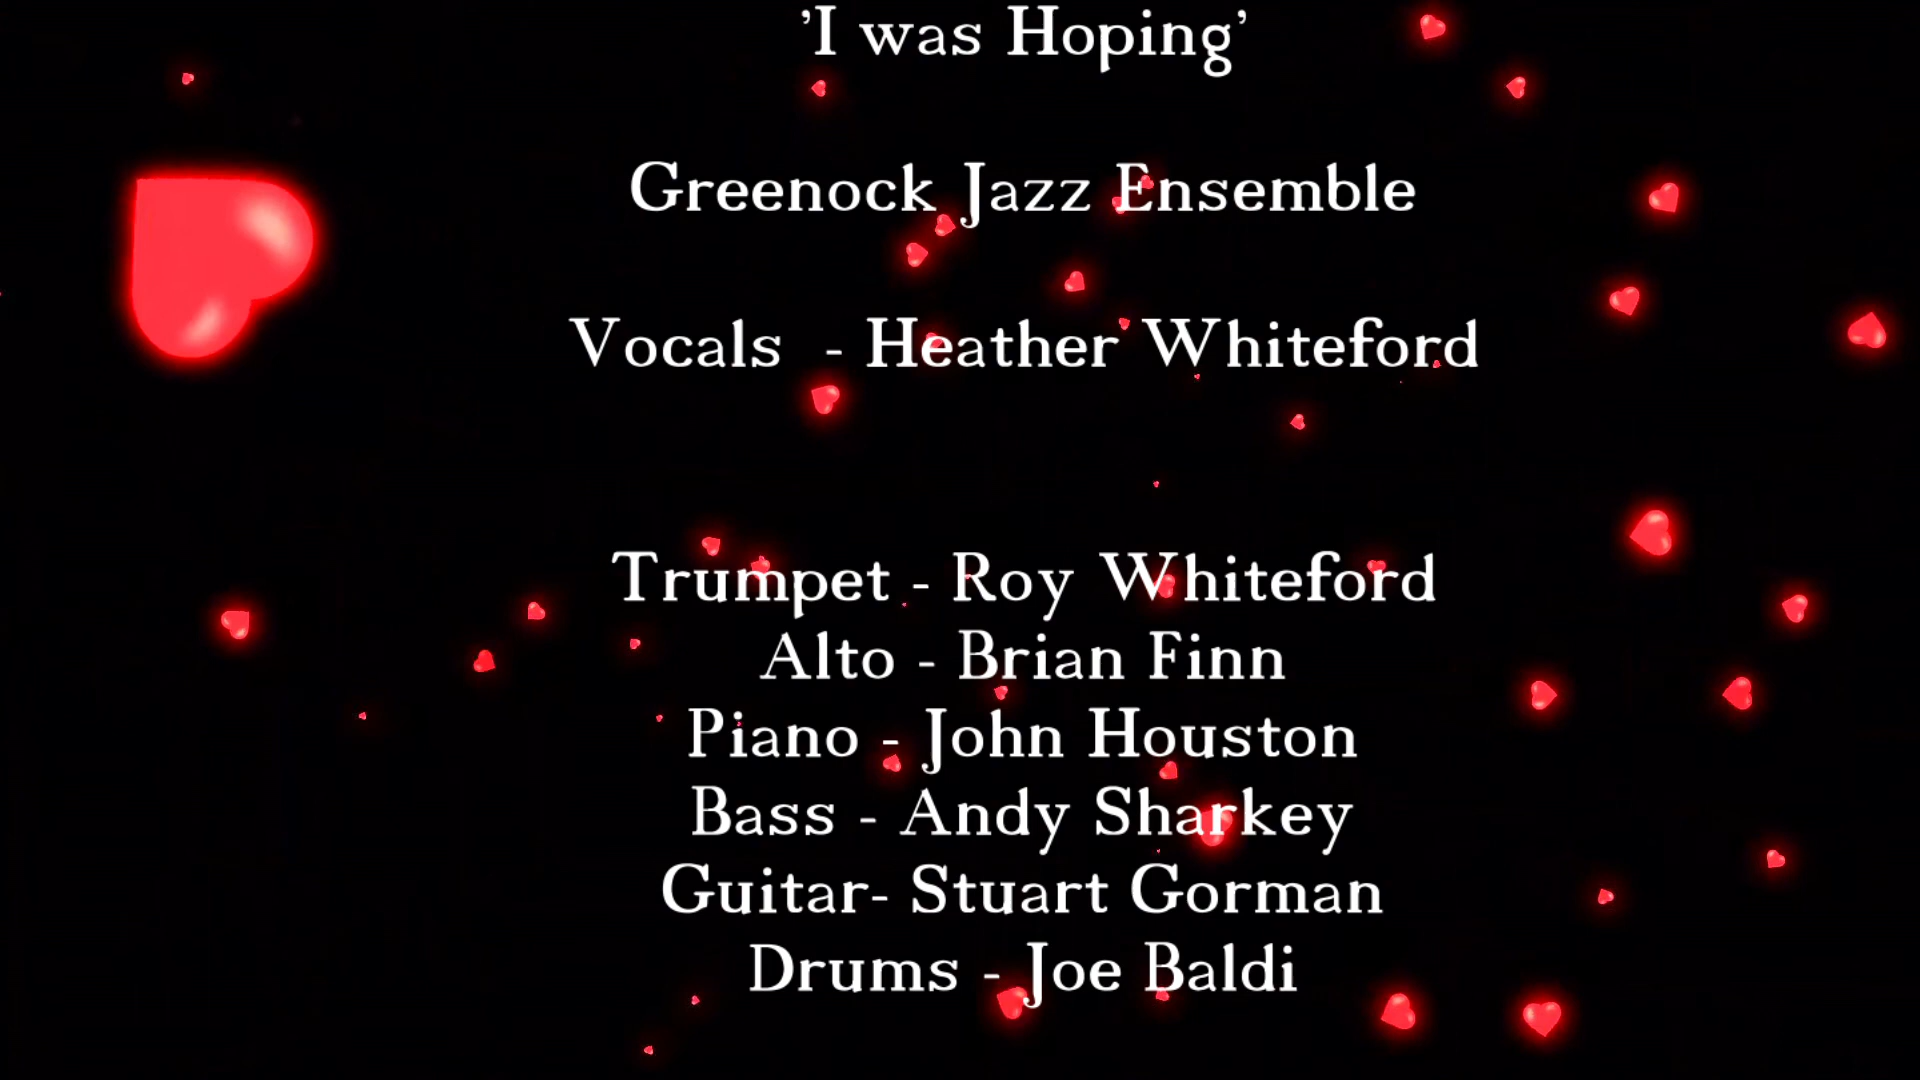 'I was Hoping'
Greenock Jazz Ensemble
Vocals  - Heather Whiteford
Trumpet - Roy Whiteford
Alto - Brian Finn
Piano - John Houston
Bass - Andy Sharkey
Guitar- Stuart Gorman
Drums - Joe Baldi